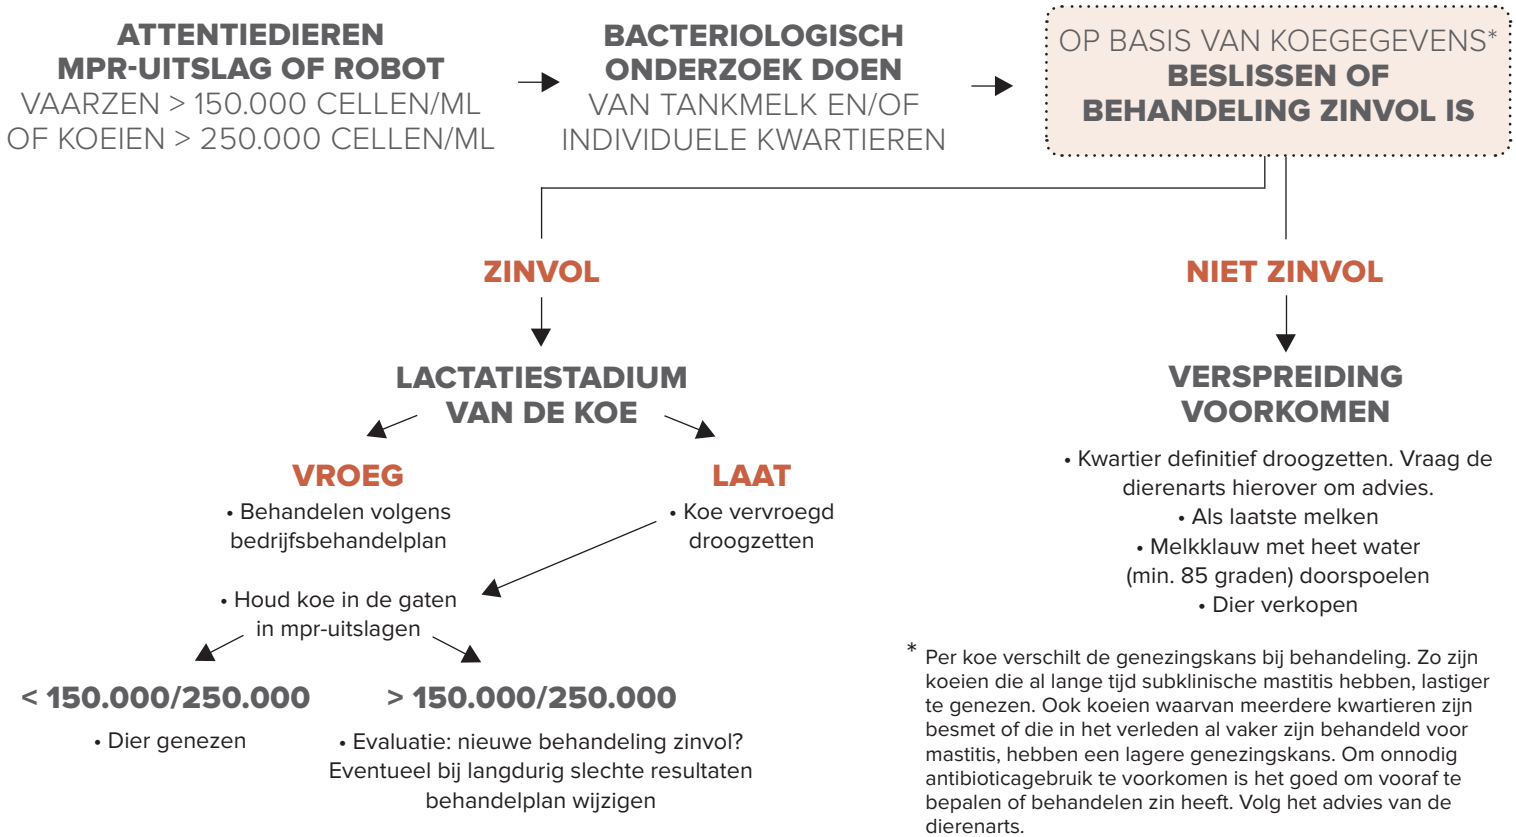 ATTENTIEDIEREN
MPR-UITSLAG OF ROBOT
VAARZEN > 150.000 CELLEN/ML
OF KOEIEN > 250.000 CELLEN/ML
BACTERIOLOGISCH
ONDERZOEK DOEN
VAN TANKMELK EN/OF
INDIVIDUELE KWARTIEREN
OP BASIS VAN KOEGEGEVENS*
BESLISSEN OF
BEHANDELING ZINVOL IS
ZINVOL
NIET ZINVOL
LACTATIESTADIUM
VAN DE KOE
VROEG
• Behandelen volgens
bedrijfsbehandelplan
LAAT
• Koe vervroegd
droogzetten
• Houd koe in de gaten
in mpr-uitslagen
< 150.000/250.000
• Dier genezen
> 150.000/250.000
• Evaluatie: nieuwe behandeling zinvol?
Eventueel bij langdurig slechte resultaten
behandelplan wijzigen
VERSPREIDING
VOORKOMEN
• Kwartier definitief droogzetten. Vraag de
dierenarts hierover om advies.
• Als laatste melken
• Melkklauw met heet water
(min. 85 graden) doorspoelen
• Dier verkopen
* Per koe verschilt de genezingskans bij behandeling. Zo zijn
koeien die al lange tijd subklinische mastitis hebben, lastiger
te genezen. Ook koeien waarvan meerdere kwartieren zijn
besmet of die in het verleden al vaker zijn behandeld voor
mastitis, hebben een lagere genezingskans. Om onnodig
antibioticagebruik te voorkomen is het goed om vooraf te
bepalen of behandelen zin heeft. Volg het advies van de
dierenarts.